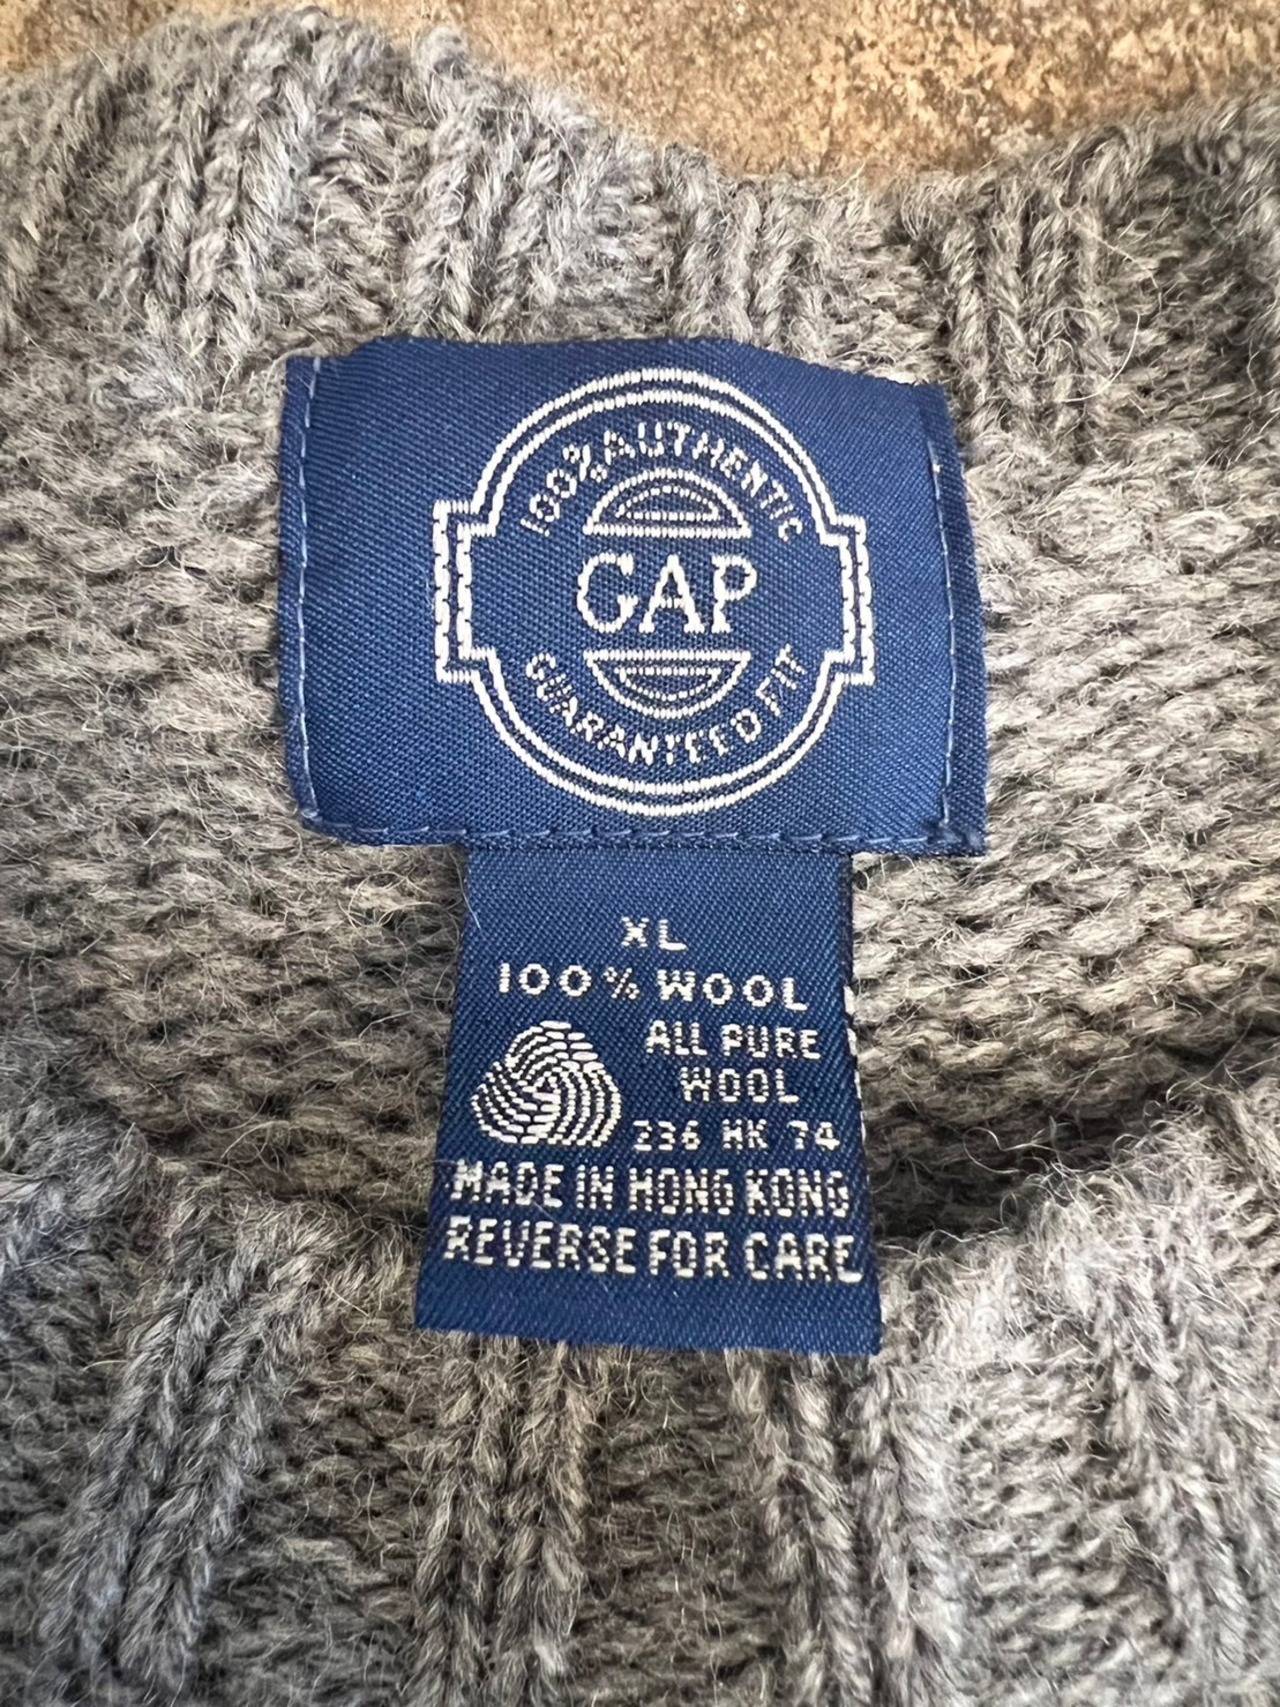 100% AUTHENTIC
GAP
GUARANTEED FIT
XL
100% WOOL
ALL PURE
WOOL
236 HK 74
MADE IN HONG KONG
REVERSE FOR CARE